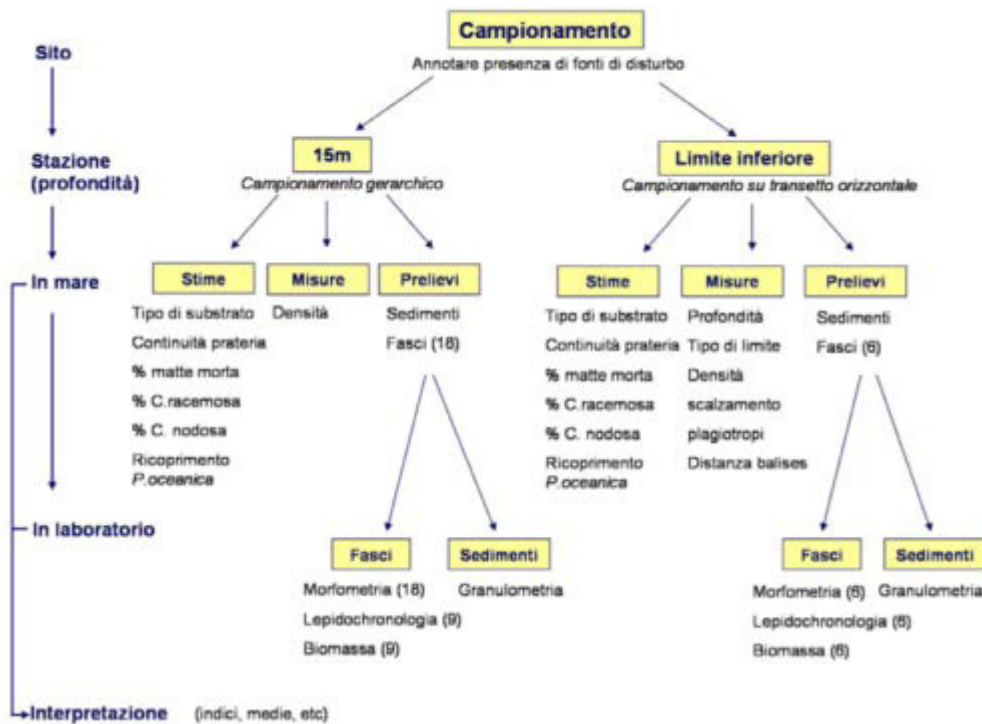 Campionamento
Annotare presenza di fonti di disturbo
Sito
Stazione
(profondità)
15m
Campionamento gerarchico
Limite inferiore
Campionamento su transetto orizzontale
In mare
Stime
Tipo di substrato
Continuità prateria
% matte morta
% C.racemosa
% C. nodosa
Ricoprimento
P.oceanica
Misure
Densità
Prelievi
Sedimenti
Fasci (18)
Stime
Tipo di substrato
Continuità prateria
% matte morta
% C.racemosa
% C. nodosa
Ricoprimento
P.oceanica
Misure
Profondità
Tipo di limite
Densità
scalzamento
plagiotropi
Distanza balises
Prelievi
Sedimenti
Fasci (6)
In laboratorio
Fasci
Morfometria (18)
Lepidochronologia (9)
Biomassa (9)
Sedimenti
Granulometria
Fasci
Morfometria (6)
Lepidochronologia (6)
Biomassa (6)
Sedimenti
Granulometria
Interpretazione (indici, medie, etc)